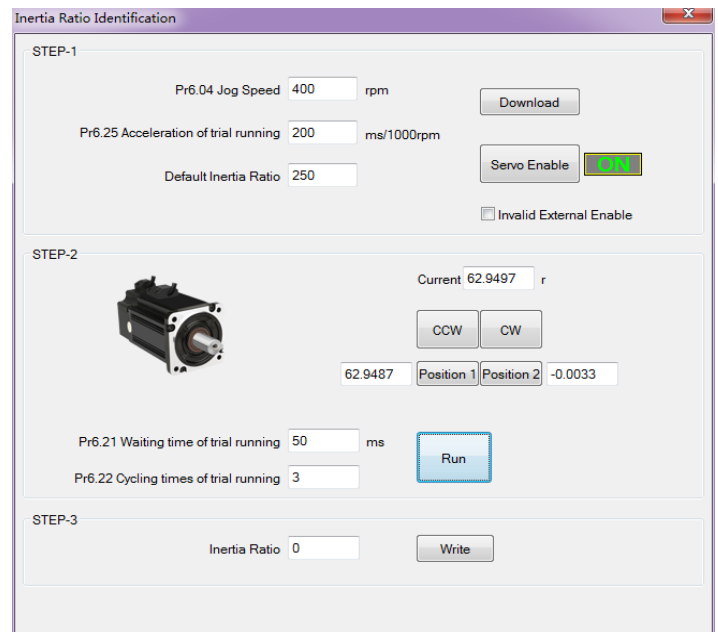 Inertia Ratio Identification
STEP-1
Pr6.04 Jog Speed 400 rpm
Download
Pr6.25 Acceleration of trial running 200 ms/1000rpm
Servo Enable ON
Default Inertia Ratio 250
Invalid External Enable
STEP-2
Current 62.9497 r
CCW CW
62.9487 Position 1 Position 2 -0.0033
Pr6.21 Waiting time of trial running 50 ms
Run
Pr6.22 Cycling times of trial running 3
STEP-3
Inertia Ratio 0 Write